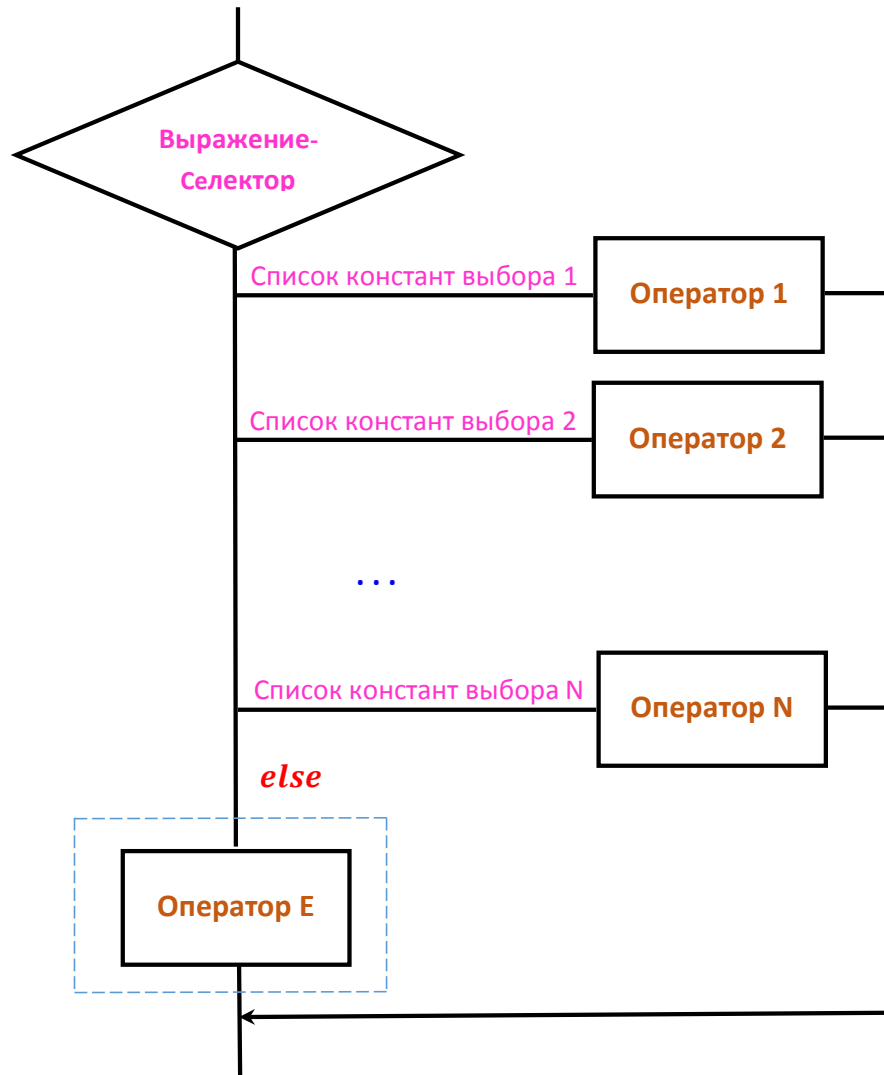 Выражение-
Селектор
Список констант выбора 1
Оператор 1
Список констант выбора 2
Оператор 2
...
Список констант выбора N
Оператор N
else
Оператор E